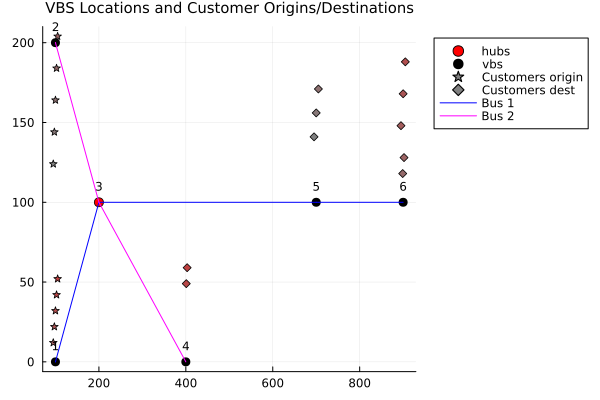 VBS Locations and Customer Origins/Destinations
2
200
150
3
5
6
100
50
1
4
0
200
400
600
800
hubs
vbs
Customers origin
Customers dest
Bus 1
Bus 2